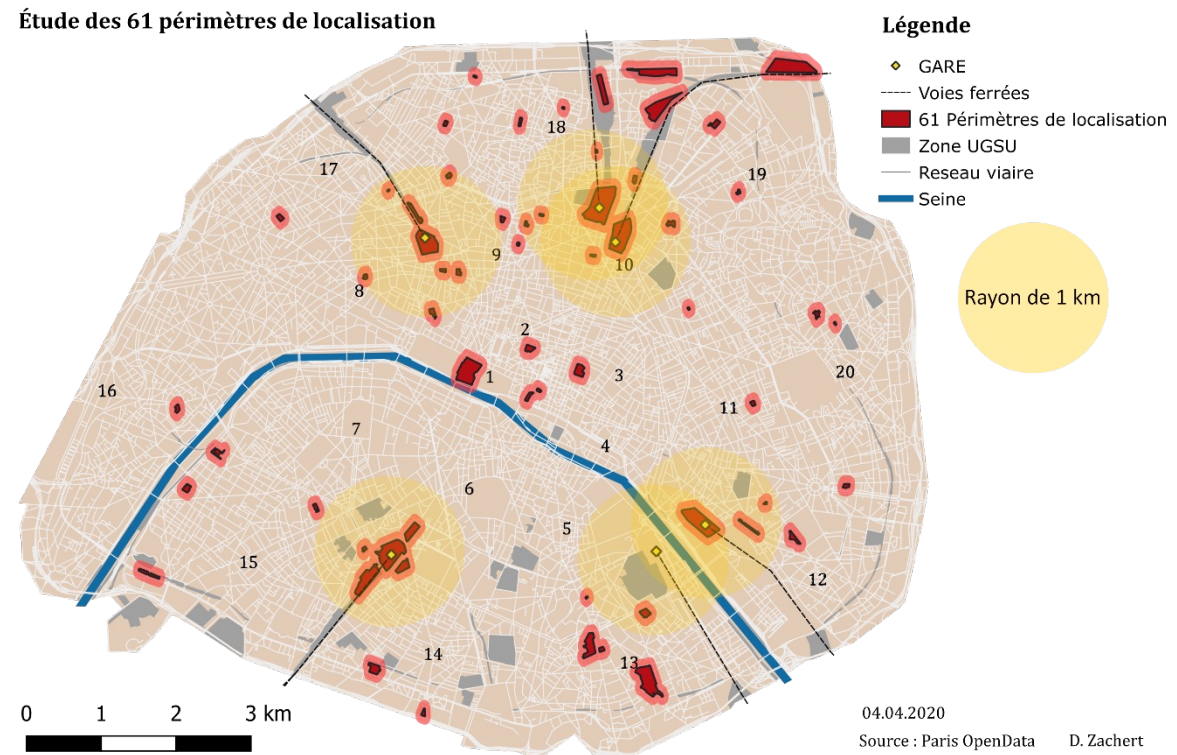 Étude des 61 périmètres de localisation
Légende
GARE
Voies ferrées
61 Périmètres de localisation
Zone UGSU
Reseau viaire
Seine
Rayon de 1 km
18
17
19
9
10
8
2
1
3
16
20
11
7
4
6
5
15
12
14
13
0 1 2 3 km
04.04.2020
Source : Paris OpenData D. Zachert